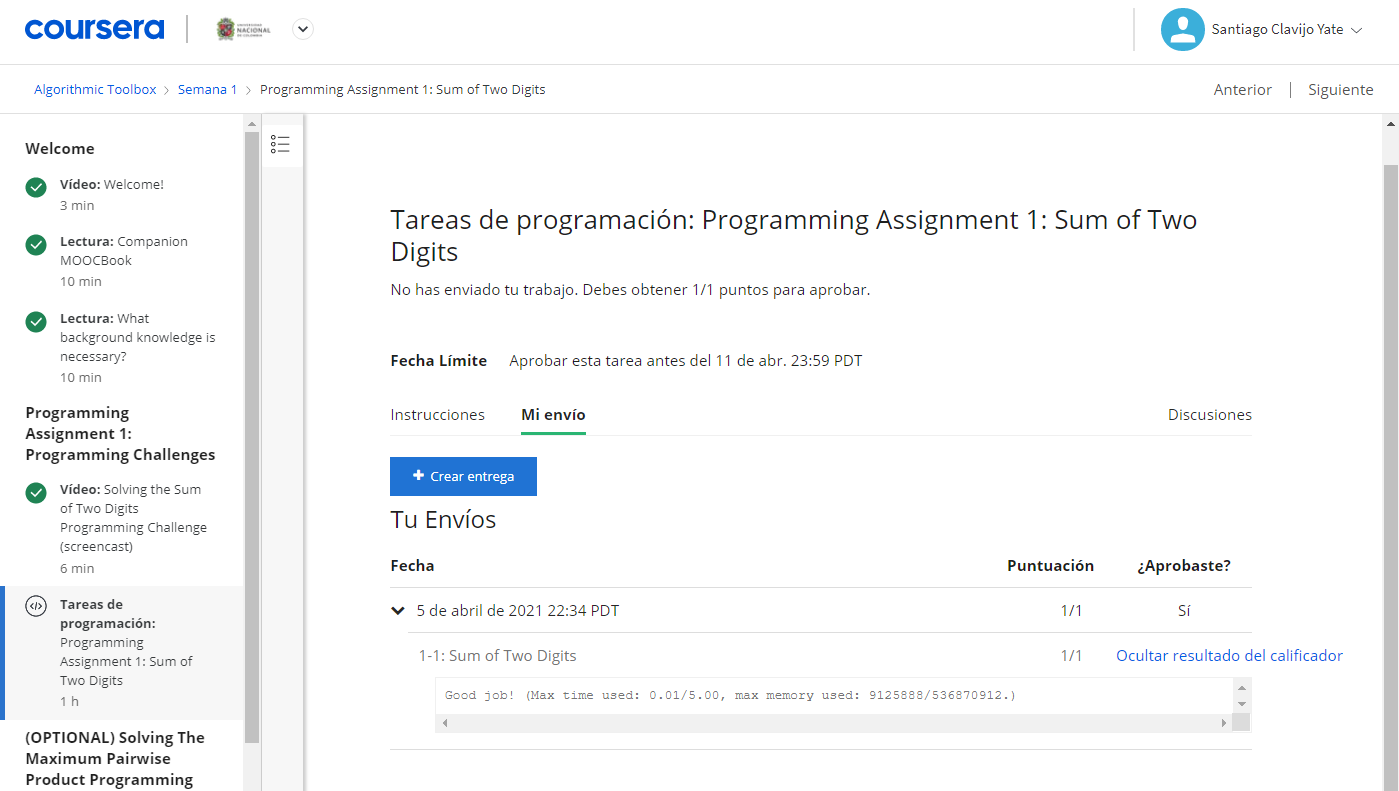 coursera
UNIVERSIDAD
NACIONAL
DE COLOMBIA
Santiago Clavijo Yate
Algorithmic Toolbox > Semana 1 > Programming Assignment 1: Sum of Two Digits
Anterior | Siguiente
Welcome
Vídeo: Welcome!
3 min
Lectura: Companion
MOOCBook
10 min
Lectura: What
background knowledge is
necessary?
10 min
Programming
Assignment 1:
Programming Challenges
Vídeo: Solving the Sum
of Two Digits
Programming Challenge
(screencast)
6 min
Tareas de
programación:
Programming
Assignment 1: Sum of
Two Digits
1 h
(OPTIONAL) Solving The
Maximum Pairwise
Product Programming
Tareas de programación: Programming Assignment 1: Sum of Two
Digits
No has enviado tu trabajo. Debes obtener 1/1 puntos para aprobar.
Fecha Límite Aprobar esta tarea antes del 11 de abr. 23:59 PDT
Instrucciones Mi envío Discusiones
+ Crear entrega
Tu Envíos
Fecha Puntuación ¿Aprobaste?
5 de abril de 2021 22:34 PDT 1/1 Sí
1-1: Sum of Two Digits 1/1 Ocultar resultado del calificador
Good job! (Max time used: 0.01/5.00, max memory used: 9125888/536870912.)